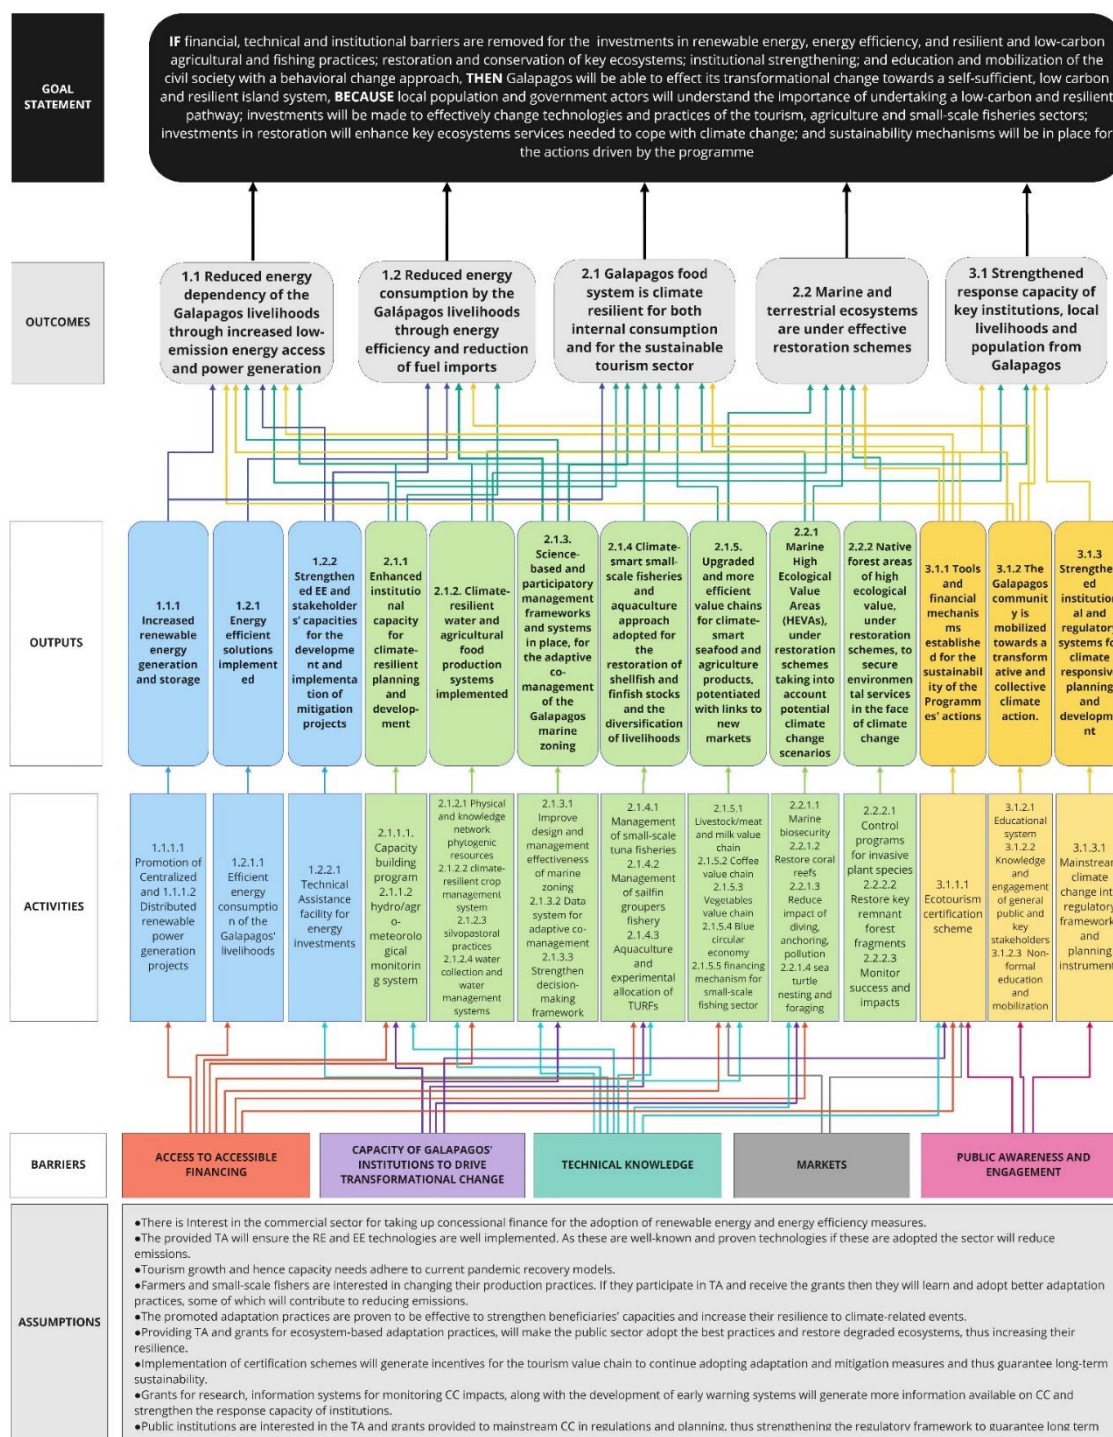 GOAL
STATEMENT
IF financial, technical and institutional barriers are removed for the investments in renewable energy, energy efficiency, and resilient and low-carbon
agricultural and fishing practices; restoration and conservation of key ecosystems; institutional strengthening; and education and mobilization of the
civil society with a behavioral change approach, THEN Galapagos will be able to effect its transformational change towards a self-sufficient, low carbon
and resilient island system, BECAUSE local population and government actors will understand the importance of undertaking a low-carbon and resilient
pathway; investments will be made to effectively change technologies and practices of the tourism, agriculture and small-scale fisheries sectors;
investments in restoration will enhance key ecosystems services needed to cope with climate change; and sustainability mechanisms will be in place for
the actions driven by the programme
OUTCOMES
1.1 Reduced energy
dependency of the
Galapagos livelihoods
through increased low-
emission energy access
and power generation
1.2 Reduced energy
consumption by the
Galápagos livelihoods
through energy
efficiency and reduction
of fuel imports
2.1 Galapagos food
system is climate
resilient for both
internal consumption
and for the sustainable
tourism sector
2.2 Marine and
terrestrial ecosystems
are under effective
restoration schemes
3.1 Strengthened
response capacity of
key institutions, local
livelihoods and
population from
Galapagos
OUTPUTS
1.1.1
Increased
renewable
energy
generation
and storage
1.2.1
Energy
efficient
solutions
implement
ed
1.2.2
Strengthen
ed EE and
stakeholder
s' capacities
for the
developme
nt and
implementa
tion of
mitigation
projects
2.1.1
Enhanced
institution
al
capacity
for
climate-
resilient
planning
and
develop-
ment
2.1.2. Climate-
resilient
water and
agricultural
food
production
systems
implemented
2.1.3.
Science-
based and
participatory
management
frameworks
and systems
in place, for
the adaptive
co-
management
of the
Galapagos
marine
zoning
2.1.4 Climate-
smart small-
scale fisheries
and
aquaculture
approach
adopted for
the
restoration of
shellfish and
finfish stocks
and the
diversification
of livelihoods
2.1.5.
Upgraded
and more
efficient
value chains
for climate-
smart
seafood and
agriculture
products,
potentiated
with links to
new
markets
2.2.1
Marine
High
Ecological
Value
Areas
(HEVAs),
under
restoration
schemes
taking into
account
potential
climate
change
scenarios
2.2.2 Native
forest areas
of high
ecological
value, under
restoration
schemes, to
secure
environment
al services
in the face
of climate
change
3.1.1 Tools
and
financial
mechanis
ms
establishe
d for the
sustainabil
ity of the
Programm
es' actions
3.1.2 The
Galapagos
communit
y is
mobilized
towards a
transform
ative and
collective
climate
action.
3.1.3
Strengthe
ed
institution
al and
regulatory
systems fo
climate
responsive
planning
and
developme
nt
ACTIVITIES
1.1.1.1
Promotion of
Centralized
and 1.1.1.2
Distributed
renewable
power
generation
projects
1.2.1.1
Efficient
energy
consumptio
n of the
Galapagos'
livelihoods
1.2.2.1
Technical
Assistance
facility for
energy
investments
2.1.1.1.
Capacity
building
program
2.1.1.2
hydro/agr
o-
meteorolo
gical
monitorin
g system
2.1.2.1 Physical
and knowledge
network
phytogenic
resources
2.1.2.2 climate-
resilient crop
management
system
2.1.2.3
silvopastoral
practices
2.1.2.4 water
collection and
water
management
systems
2.1.3.1
Improve
design and
management
effectiveness
of marine
zoning
2.1.3.2 Data
system for
adaptive co-
management
2.1.3.3
Strengthen
decision-
making
framework
2.1.4.1
Management
of small-scale
tuna fisheries
2.1.4.2
Management
of sailfin
groupers
fishery
2.1.4.3
Aquaculture
and
experimental
allocation of
TURFs
2.1.5.1
Livestock/meat
and milk value
chain
2.1.5.2 Coffee
value chain
2.1.5.3
Vegetables
value chain
2.1.5.4 Blue
circular
economy
2.1.5.5 financing
mechanism for
small-scale
fishing sector
2.2.1.1
Marine
biosecurity
2.2.1.2
Restore coral
reefs
2.2.1.3
Reduce
impact of
diving,
anchoring,
pollution
2.2.1.4 sea
turtle
nesting and
foraging
2.2.2.1
Control
programs
for invasive
plant species
2.2.2.2
Restore key
remnant
forest
fragments
2.2.2.3
Monitor
success and
impacts
3.1.1.1
Ecotourism
certification
scheme
3.1.2.1
Educational
system
3.1.2.2
Knowledge
and
engagement
of general
public and
key
stakeholders
3.1.2.3 Non-
formal
education
and
mobilization
3.1.3.1
Mainstream
climate
change into
regulatory
framework
and
planning
instrument
BARRIERS
ACCESS TO ACCESSIBLE
FINANCING
CAPACITY OF GALAPAGOS'
INSTITUTIONS TO DRIVE
TRANSFORMATIONAL CHANGE
TECHNICAL KNOWLEDGE
MARKETS
PUBLIC AWARENESS AND
ENGAGEMENT
ASSUMPTIONS
●There is Interest in the commercial sector for taking up concessional finance for the adoption of renewable energy and energy efficiency measures.
●The provided TA will ensure the RE and EE technologies are well implemented. As these are well-known and proven technologies if these are adopted the sector will reduce
emissions.
●Tourism growth and hence capacity needs adhere to current pandemic recovery models.
●Farmers and small-scale fishers are interested in changing their production practices. If they participate in TA and receive the grants then they will learn and adopt better adaptation
practices, some of which will contribute to reducing emissions.
●The promoted adaptation practices are proven to be effective to strengthen beneficiaries' capacities and increase their resilience to climate-related events.
●Providing TA and grants for ecosystem-based adaptation practices, will make the public sector adopt the best practices and restore degraded ecosystems, thus increasing their
resilience.
●Implementation of certification schemes will generate incentives for the tourism value chain to continue adopting adaptation and mitigation measures and thus guarantee long-term
sustainability.
●Grants for research, information systems for monitoring CC impacts, along with the development of early warning systems will generate more information available on CC and
strengthen the response capacity of institutions.
●Public institutions are interested in the TA and grants provided to mainstream CC in regulations and planning, thus strengthening the regulatory framework to guarantee long term